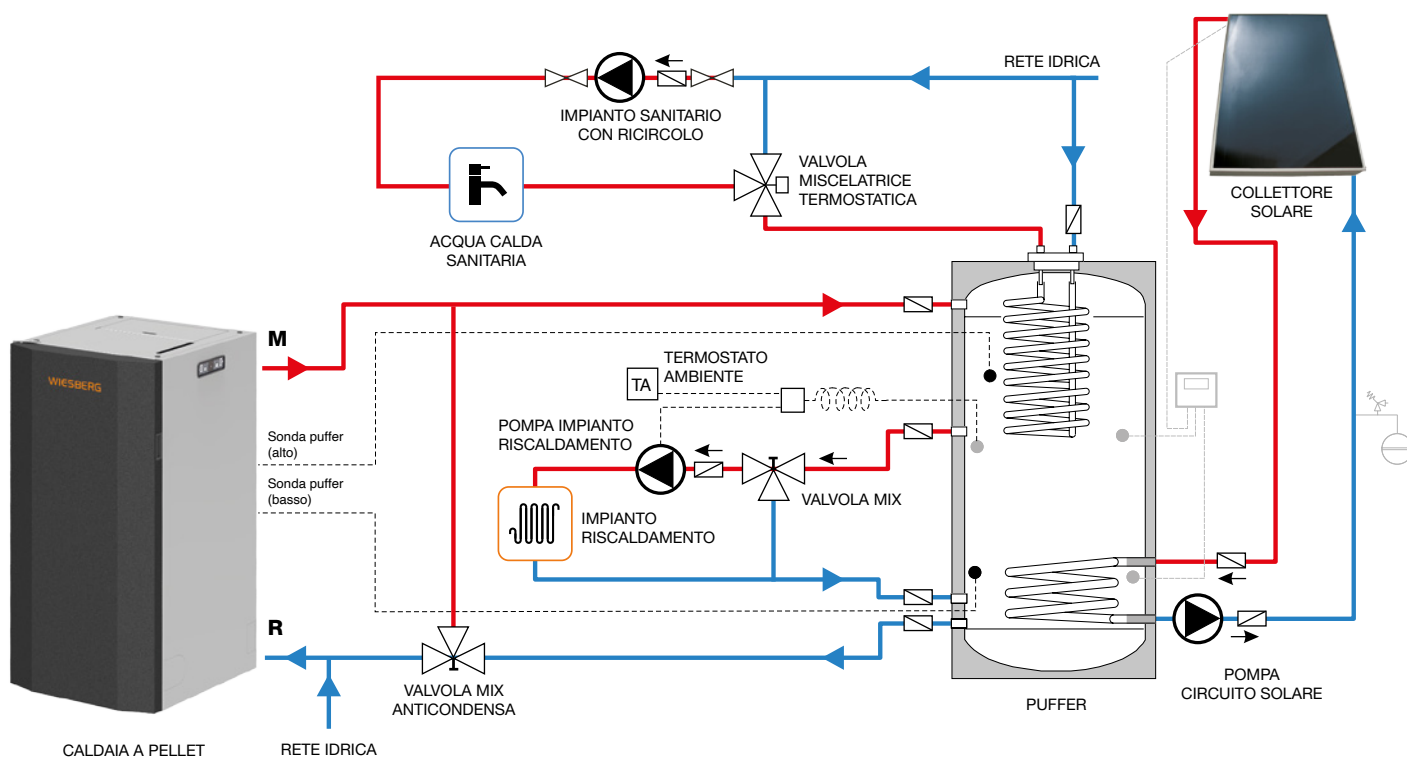 RETE IDRICA
IMPIANTO SANITARIO
CON RICIRCOLO
VALVOLA
MISCELATRICE
TERMOSTATICA
COLLETTORE
SOLARE
ACQUA CALDA
SANITARIA
M
WIESBERG
TERMOSTATO
AMBIENTE
TA
POMPA IMPIANTO
RISCALDAMENTO
Sonda puffer
(alto)
Sonda puffer
(basso)
VALVOLA MIX
IMPIANTO
RISCALDAMENTO
R
VALVOLA MIX
ANTICONDENSA
PUFFER
POMPA
CIRCUITO SOLARE
CALDAIA A PELLET
RETE IDRICA